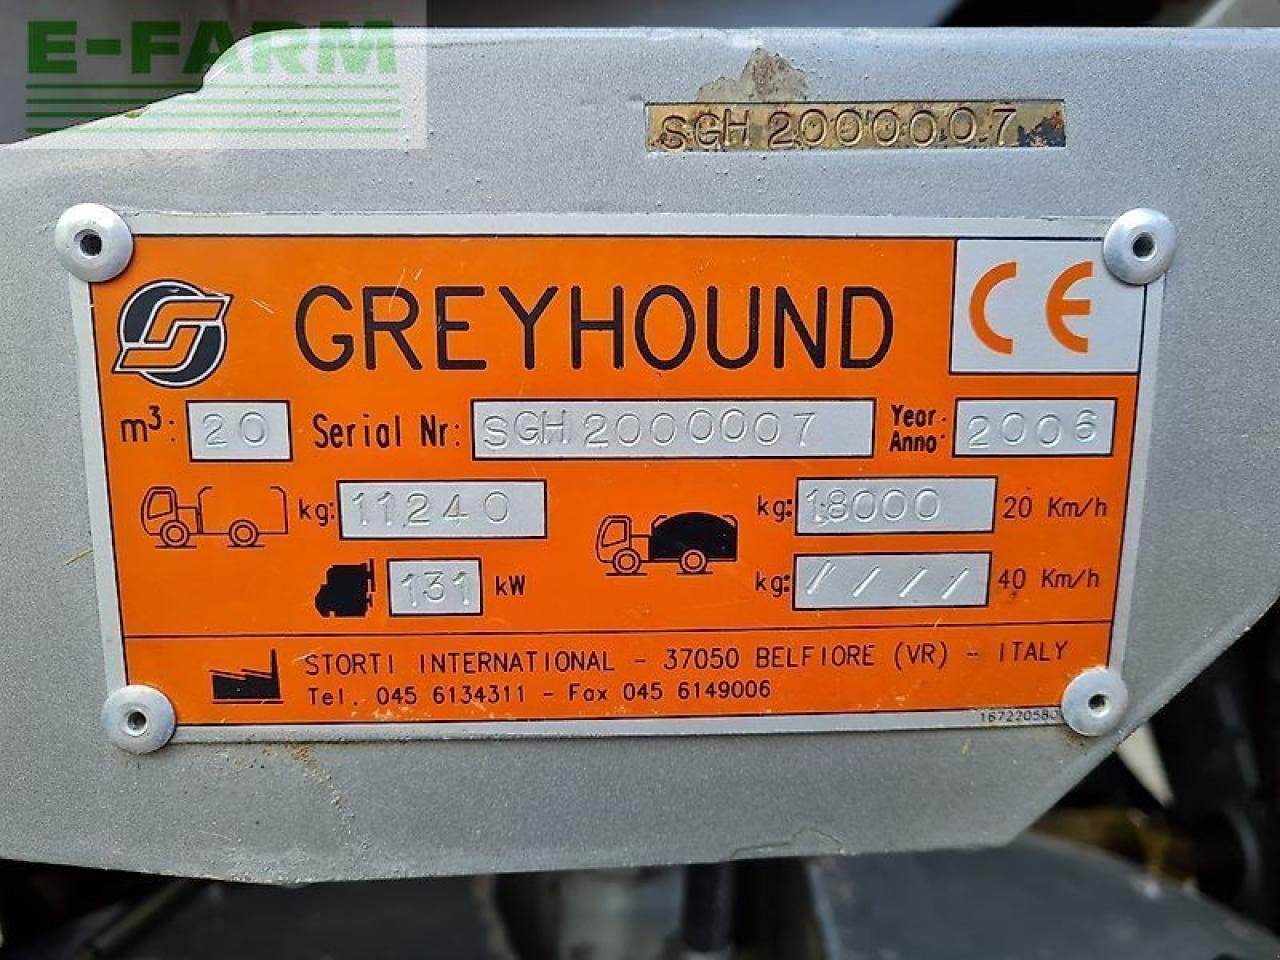 E-FARM
SGH 2000007
GREYHOUND CE
m³: 20 Serial Nr: SGH 2000007 Year Anno: 2006
kg: 11240 kg: 18000 20 Km/h
131 kW kg: //// 40 Km/h
STORTI INTERNATIONAL - 37050 BELFIORE (VR) - ITALY
Tel. 045 6134311 - Fax 045 6149006